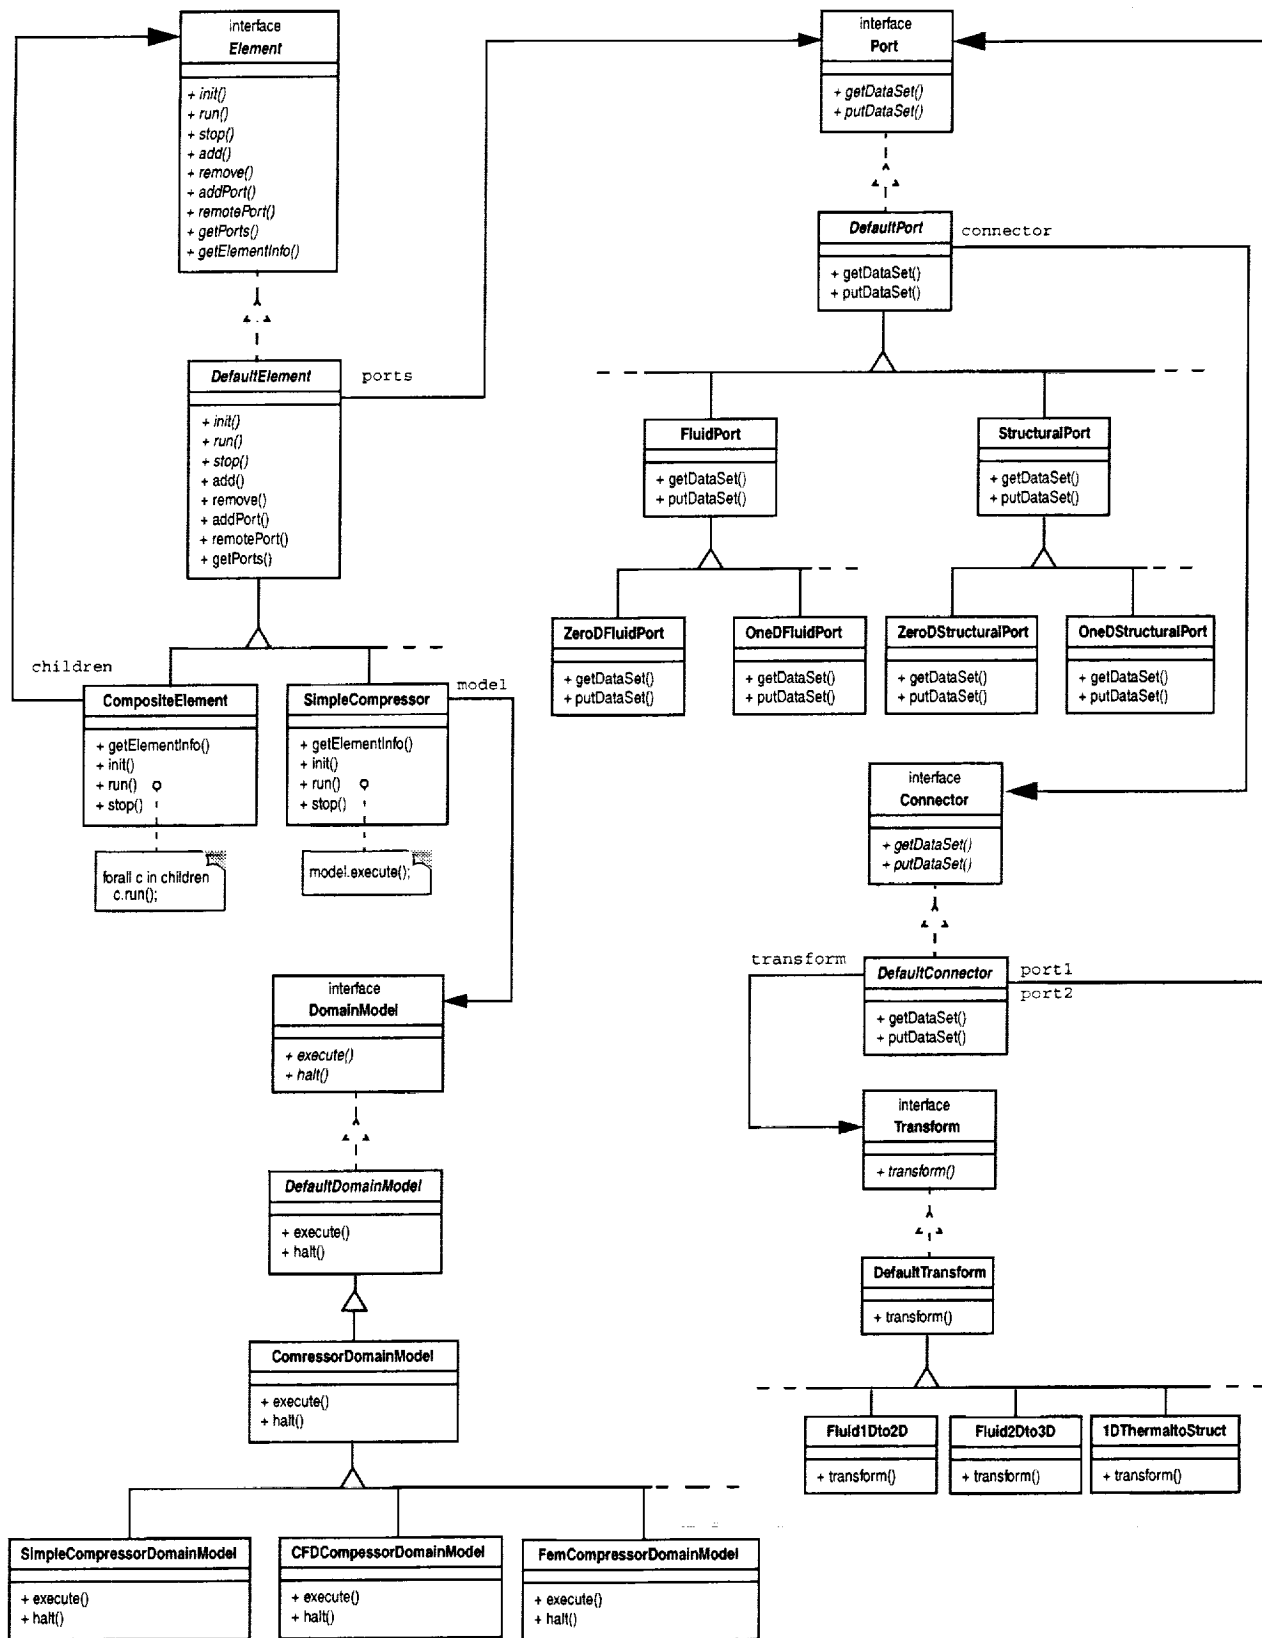 interface
Element
+ init()
+ run()
+ stop()
+ add()
+ remove()
+ addPort()
+ remotePort()
+ getPorts()
+ getElementInfo()
interface
Port
+ getDataSet()
+ putDataSet()
DefaultPort
connector
+ getDataSet()
+ putDataSet()
DefaultElement
ports
+ init()
+ run()
+ stop()
+ add()
+ remove()
+ addPort()
+ remotePort()
+ getPorts()
FluidPort
+ getDataSet()
+ putDataSet()
StructuralPort
+ getDataSet()
+ putDataSet()
ZeroDFluidPort
+ getDataSet()
+ putDataSet()
OneDFluidPort
+ getDataSet()
+ putDataSet()
ZeroDStructuralPort
+ getDataSet()
+ putDataSet()
OneDStructuralPort
+ getDataSet()
+ putDataSet()
children
CompositeElement
+ getElementInfo()
+ init()
+ run()
+ stop()
forall c in children
c.run();
SimpleCompressor
model
+ getElementInfo()
+ init()
+ run()
+ stop()
model.execute();
interface
Connector
+ getDataSet()
+ putDataSet()
transform
DefaultConnector
port1
port2
+ getDataSet()
+ putDataSet()
interface
DomainModel
+ execute()
+ halt()
interface
Transform
+ transform()
DefaultDomainModel
+ execute()
+ halt()
DefaultTransform
+ transform()
ComressorDomainModel
+ execute()
+ halt()
Fluid1Dto2D
+ transform()
Fluid2Dto3D
+ transform()
1DThermaltoStruct
+ transform()
SimpleCompressorDomainModel
+ execute()
+ halt()
CFDCompessorDomainModel
+ execute()
+ halt()
FemCompressorDomainModel
+ execute()
+ halt()